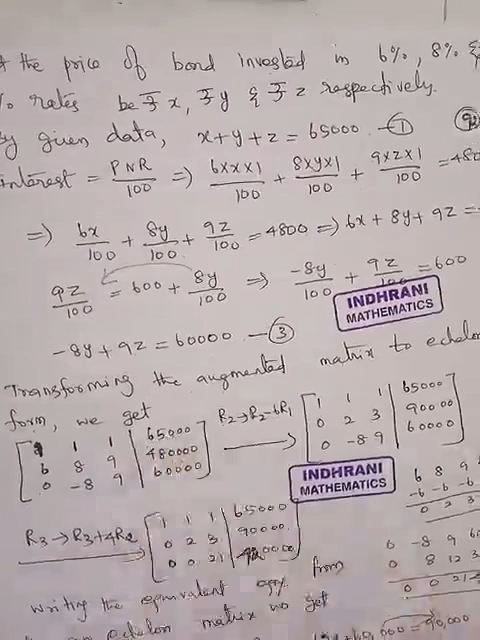 the price of bond invested in 6%, 8% &
% rates be ₹ x, ₹ y & ₹ z respectively.
By given data, x+y+z = 65000 —①
interest = PNR/100 ⇒ 6×x×1/100 + 8×y×1/100 + 9×z×1/100 = 480
⇒ 6x/100 + 8y/100 + 9z/100 = 4800 ⇒ 6x + 8y + 9z =
9z/100 = 600 + 8y/100 ⇒ -8y/100 + 9z/100 = 600
INDHRANI
MATHEMATICS
-8y + 9z = 60000 —③
Transforming the augmented matrix to echelon
form, we get
[1 1 1 | 65000
6 8 9 | 480000
0 -8 9 | 60000]
R2→R2-6R1
[1 1 1 | 65000
0 2 3 | 90000
0 -8 9 | 60000]
INDHRANI
MATHEMATICS
6 8 9
-6 -6 -6
0 2 3
R3→R3+4R2
[1 1 1 | 65000
0 2 3 | 90000
0 0 21 | 420000]
0 -8 9 60
0 8 12 3
0 0 21
writing the equivalent from
echelon matrix we get
000 = 90,000